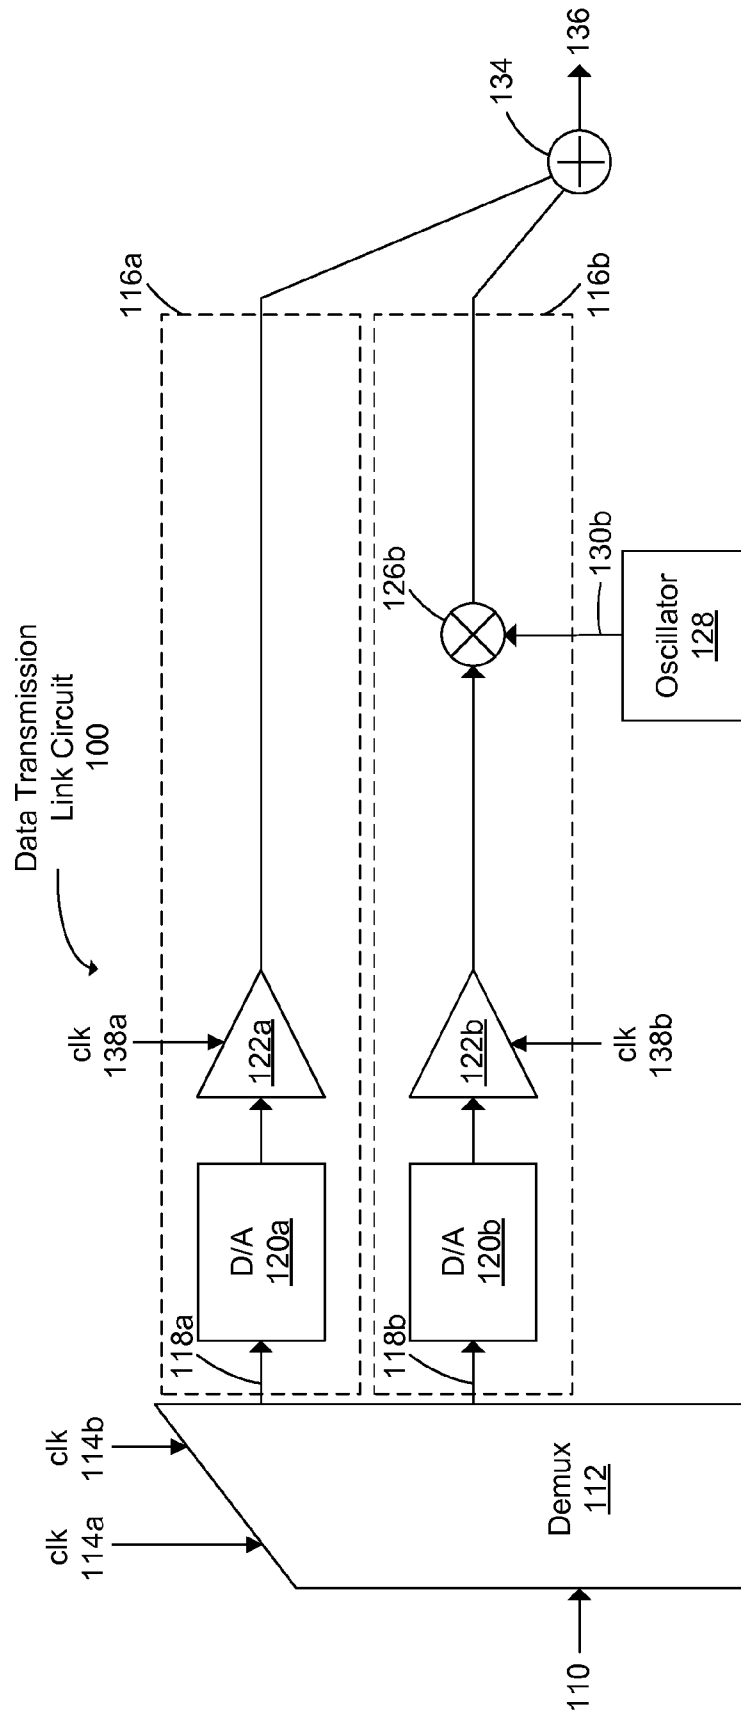 Data Transmission
Link Circuit
100
clk
114a
clk
114b
clk
138a
116a
118a
D/A
120a
122a
118b
D/A
120b
122b
126b
116b
134
136
clk
138b
130b
110
Demux
112
Oscillator
128